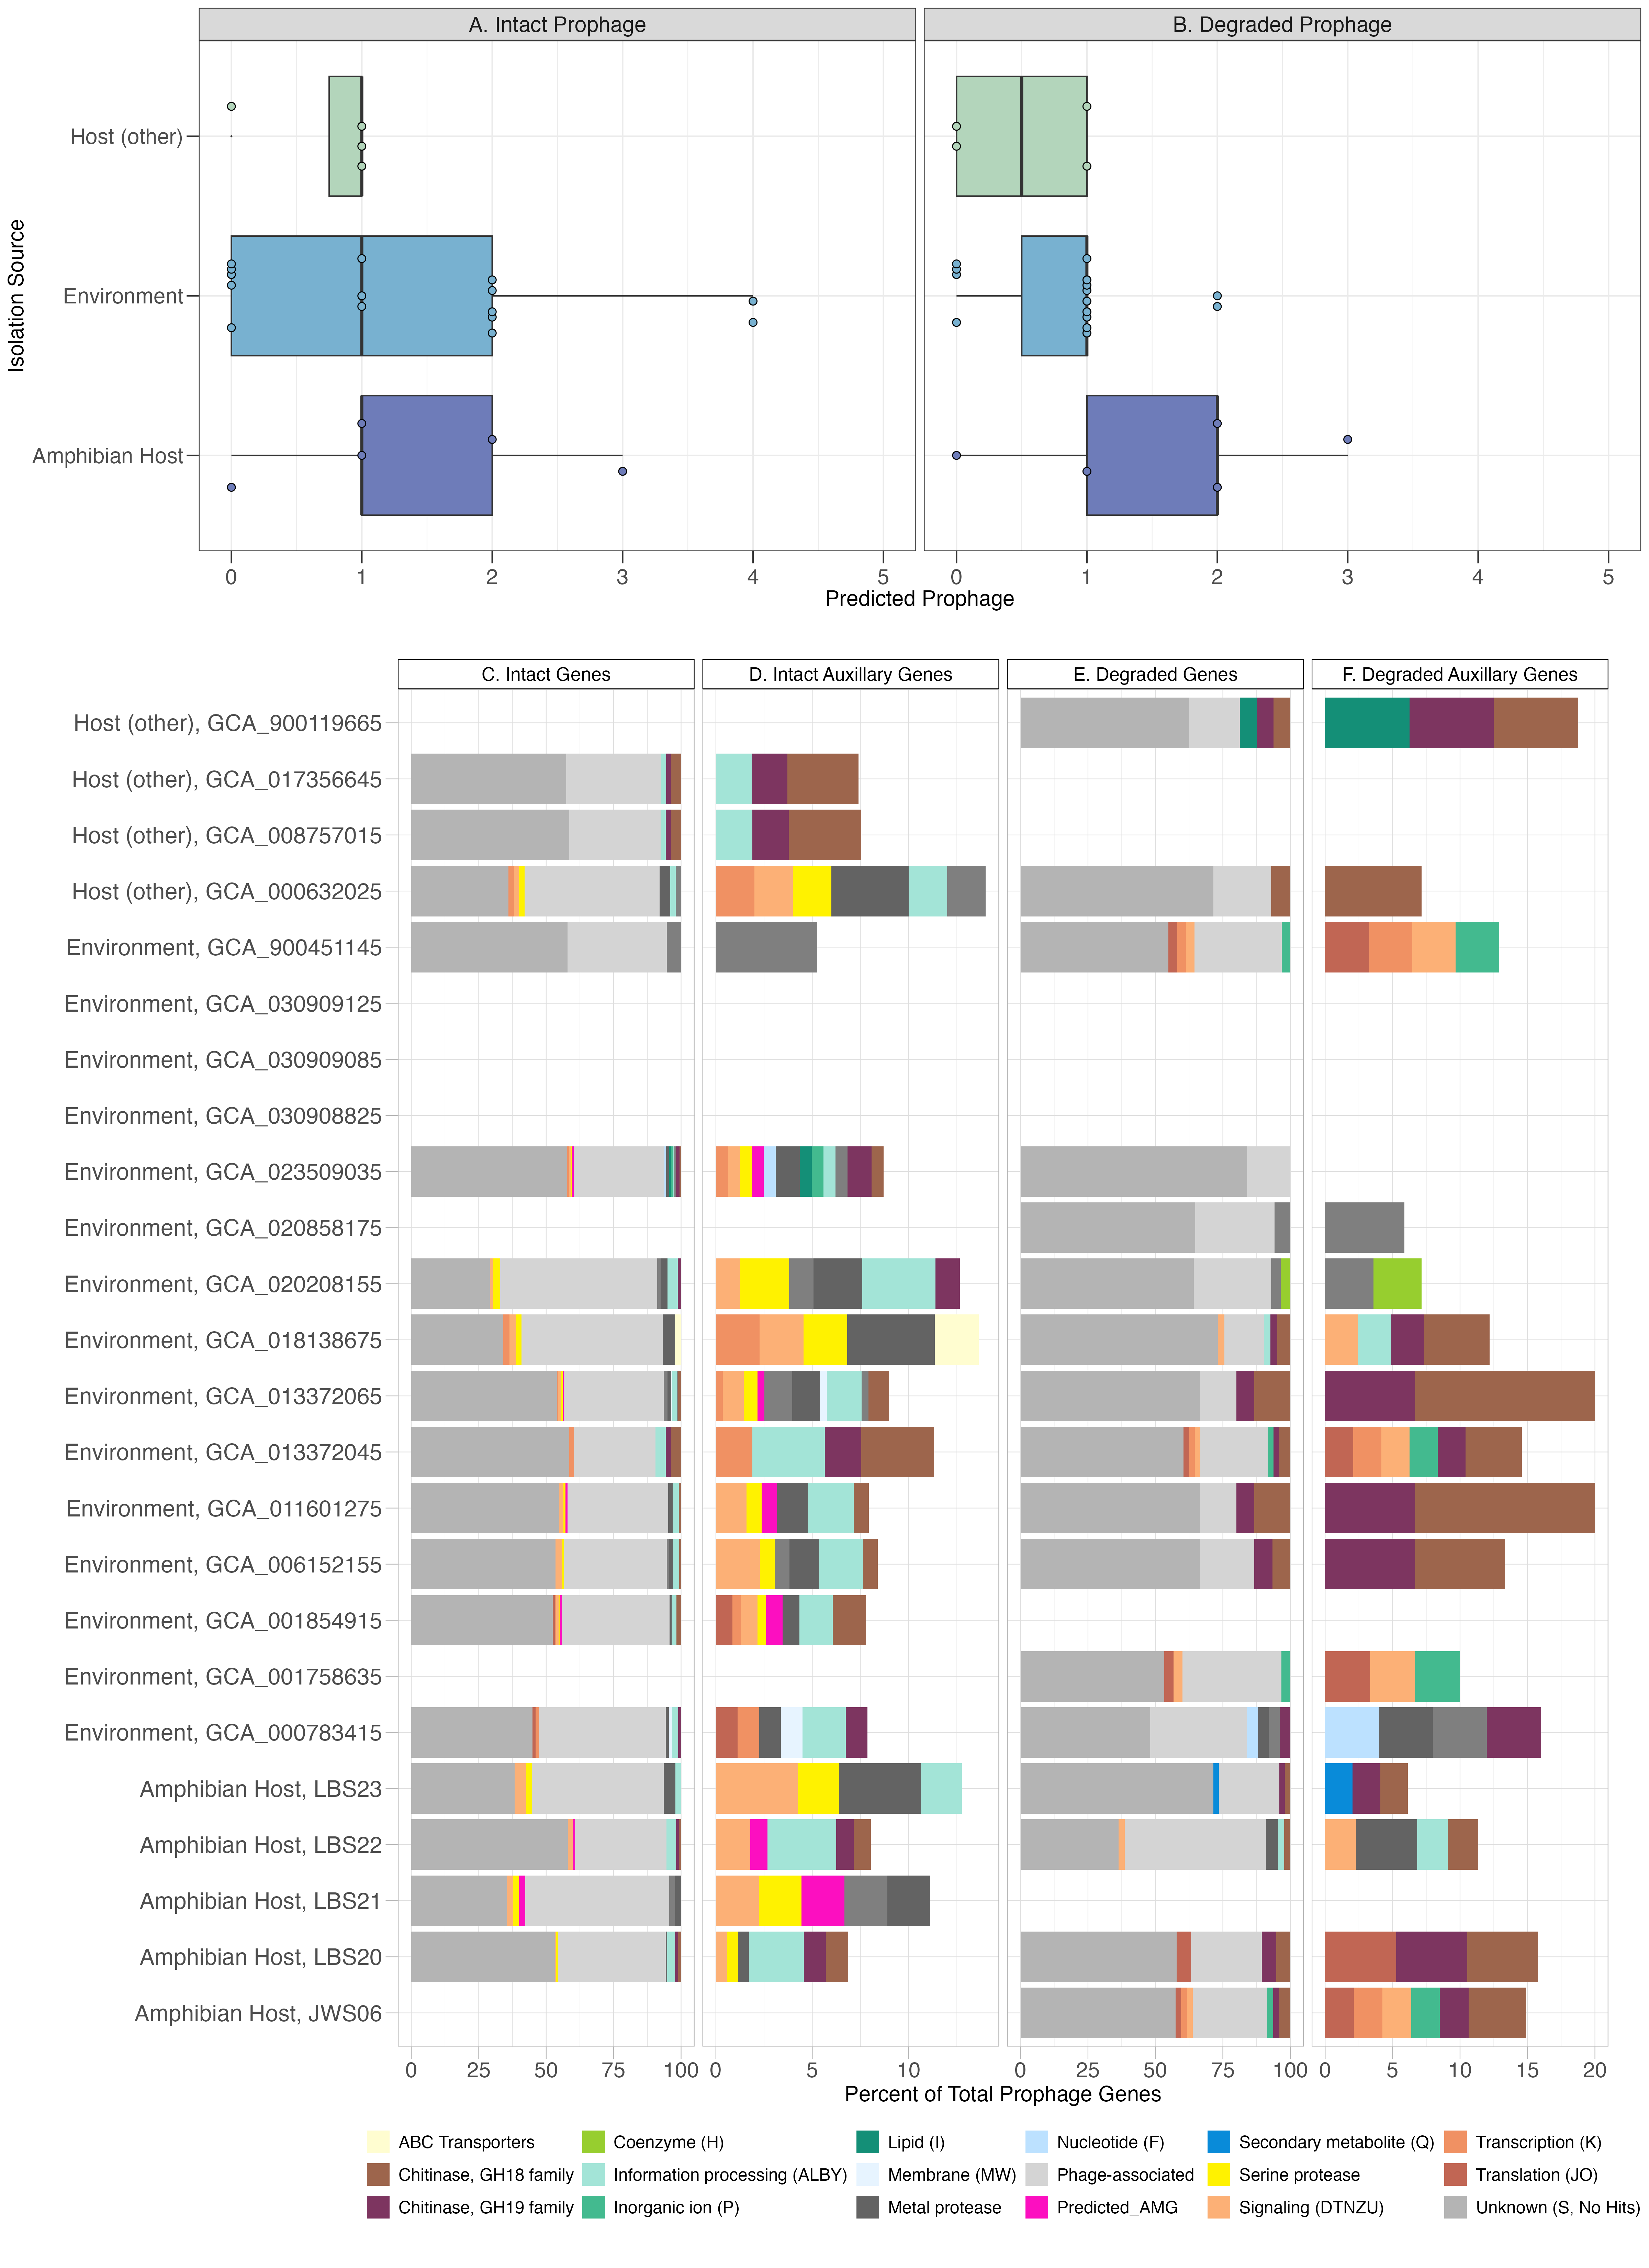 A. Intact Prophage
B. Degraded Prophage
Isolation Source
Host (other)
Environment
Amphibian Host
0 1 2 3 4 5
0 1 2 3 4 5
Predicted Prophage
C. Intact Genes
D. Intact Auxillary Genes
E. Degraded Genes
F. Degraded Auxillary Genes
Host (other), GCA_900119665
Host (other), GCA_017356645
Host (other), GCA_008757015
Host (other), GCA_000632025
Environment, GCA_900451145
Environment, GCA_030909125
Environment, GCA_030909085
Environment, GCA_030908825
Environment, GCA_023509035
Environment, GCA_020858175
Environment, GCA_020208155
Environment, GCA_018138675
Environment, GCA_013372065
Environment, GCA_013372045
Environment, GCA_011601275
Environment, GCA_006152155
Environment, GCA_001854915
Environment, GCA_001758635
Environment, GCA_000783415
Amphibian Host, LBS23
Amphibian Host, LBS22
Amphibian Host, LBS21
Amphibian Host, LBS20
Amphibian Host, JWS06
0 25 50 75 100
0 5 10
0 25 50 75 100
0 5 10 15 20
Percent of Total Prophage Genes
ABC Transporters
Chitinase, GH18 family
Chitinase, GH19 family
Coenzyme (H)
Information processing (ALBY)
Inorganic ion (P)
Lipid (I)
Membrane (MW)
Metal protease
Nucleotide (F)
Phage-associated
Predicted_AMG
Secondary metabolite (Q)
Serine protease
Signaling (DTNZU)
Transcription (K)
Translation (JO)
Unknown (S, No Hits)